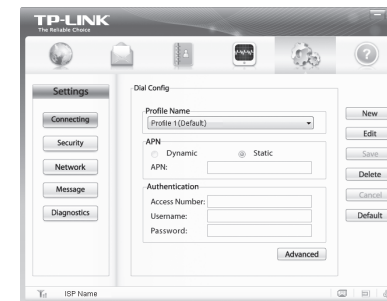 TP-LINK
The Reliable Choice
Settings
Connecting
Security
Network
Message
Diagnostics
Dial Config
Profile Name
Profile 1(Default)
APN
Dynamic
Static
APN:
Authentication
Access Number:
Username:
Password:
Advanced
New
Edit
Save
Delete
Cancel
Default
ISP Name